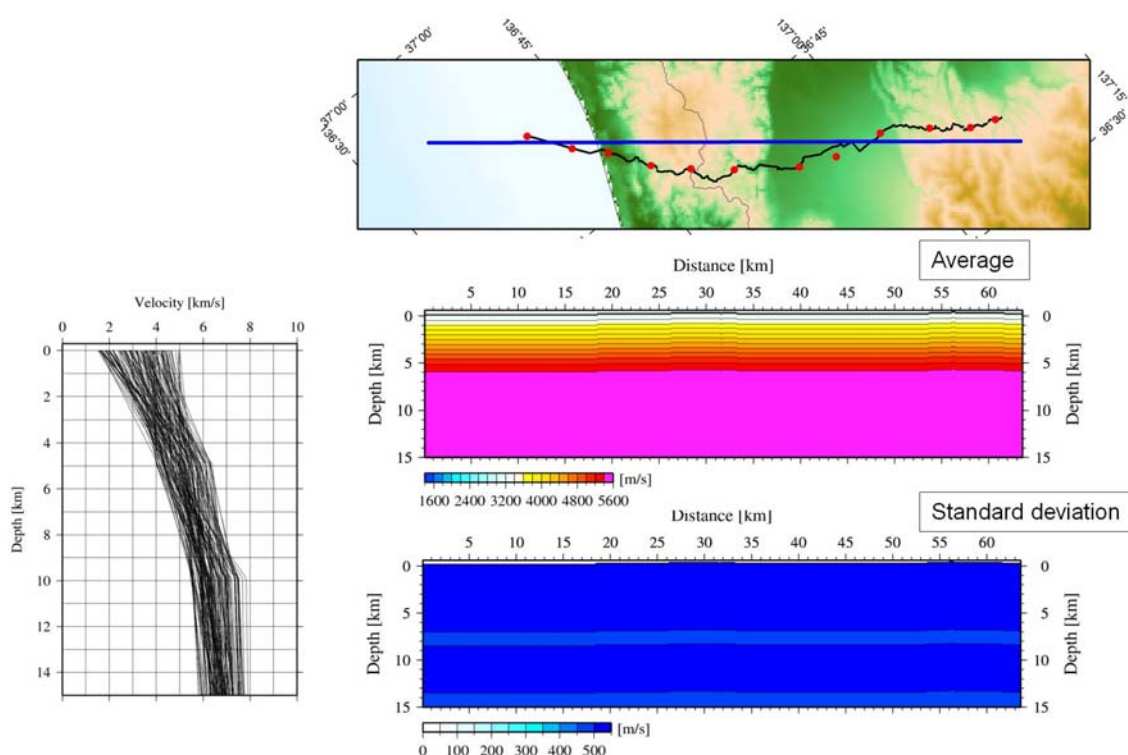 37°00'
136°45'
137°00'
136°45'
137°15'
36°30'
37°00'
136°30'
Average
Distance [km]
5 10 15 20 25 30 35 40 45 50 55 60
0
5
10
15
Depth [km]
0
5
10
15
Depth [km]
1600 2400 3200 4000 4800 5600
[m/s]
Velocity [km/s]
0 2 4 6 8 10
0
2
4
6
8
10
12
14
Depth [km]
Standard deviation
Distance [km]
5 10 15 20 25 30 35 40 45 50 55 60
0
5
10
15
Depth [km]
0
5
10
15
Depth [km]
0 100 200 300 400 500
[m/s]